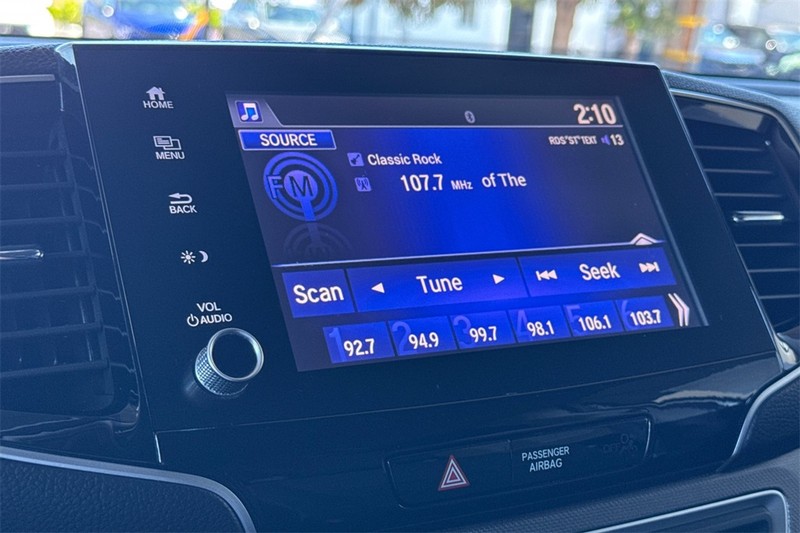 HOME
MENU
BACK
VOL
AUDIO
2:10
SOURCE
RDS"ST"TEXT 13
FM
Classic Rock
107.7 MHz of The
Scan Tune Seek
1 92.7 2 94.9 3 99.7 4 98.1 5 106.1 6 103.7
PASSENGER
AIRBAG